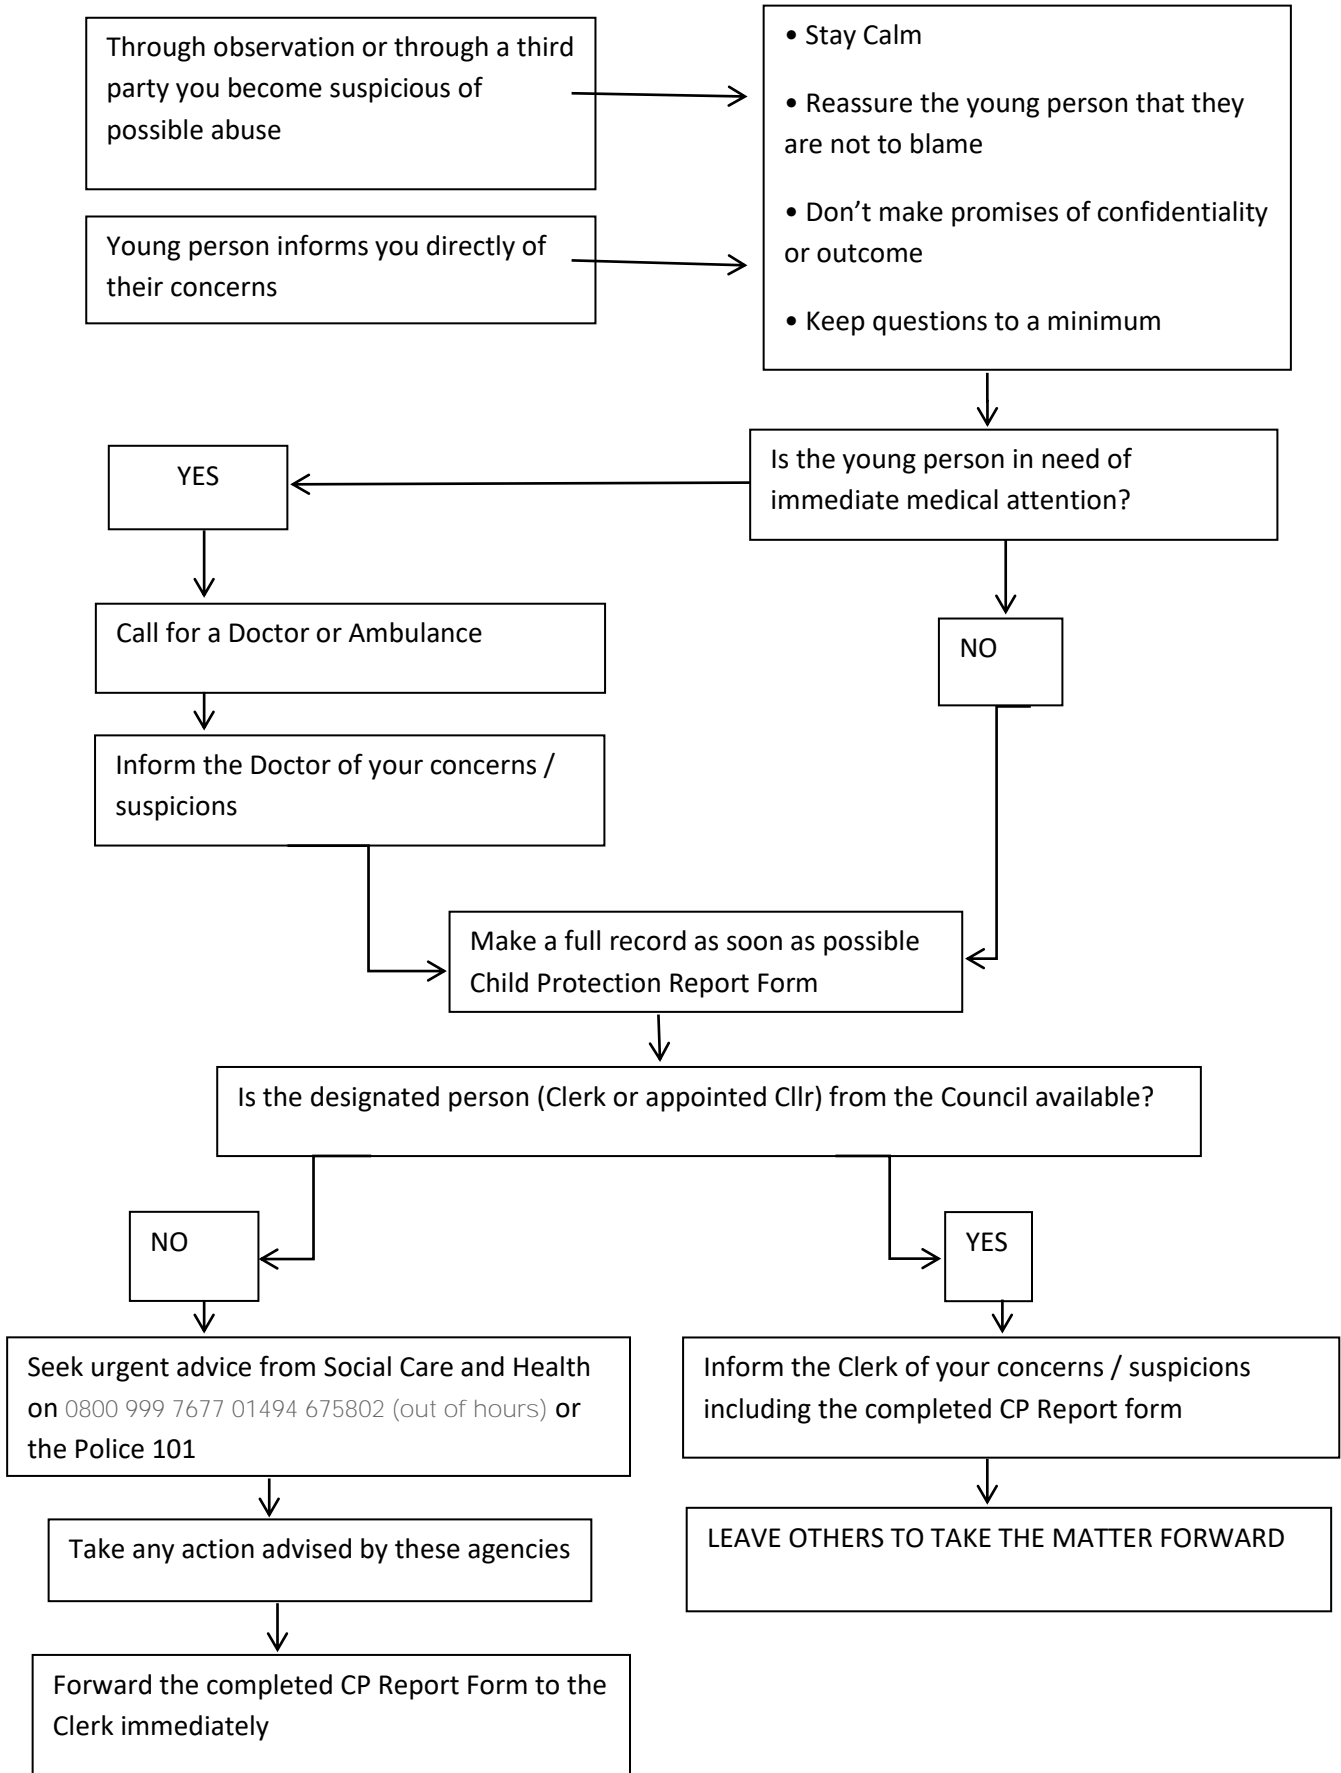 Through observation or through a third
party you become suspicious of
possible abuse
• Stay Calm
• Reassure the young person that they
are not to blame
• Don’t make promises of confidentiality
or outcome
• Keep questions to a minimum
Young person informs you directly of
their concerns
Is the young person in need of
immediate medical attention?
YES
Call for a Doctor or Ambulance
NO
Inform the Doctor of your concerns /
suspicions
Make a full record as soon as possible
Child Protection Report Form
Is the designated person (Clerk or appointed Cllr) from the Council available?
NO
YES
Seek urgent advice from Social Care and Health
on 0800 999 7677 01494 675802 (out of hours) or
the Police 101
Inform the Clerk of your concerns / suspicions
including the completed CP Report form
Take any action advised by these agencies
LEAVE OTHERS TO TAKE THE MATTER FORWARD
Forward the completed CP Report Form to the
Clerk immediately